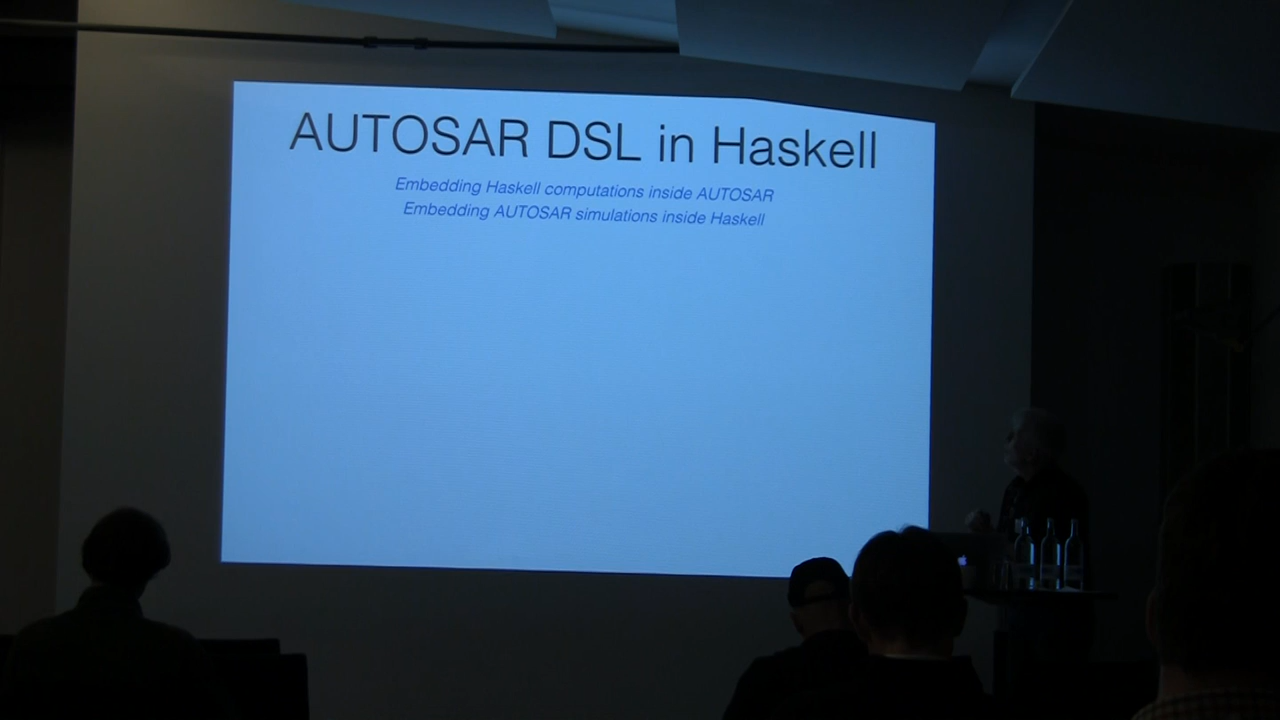 AUTOSAR DSL in Haskell
Embedding Haskell computations inside AUTOSAR
Embedding AUTOSAR simulations inside Haskell